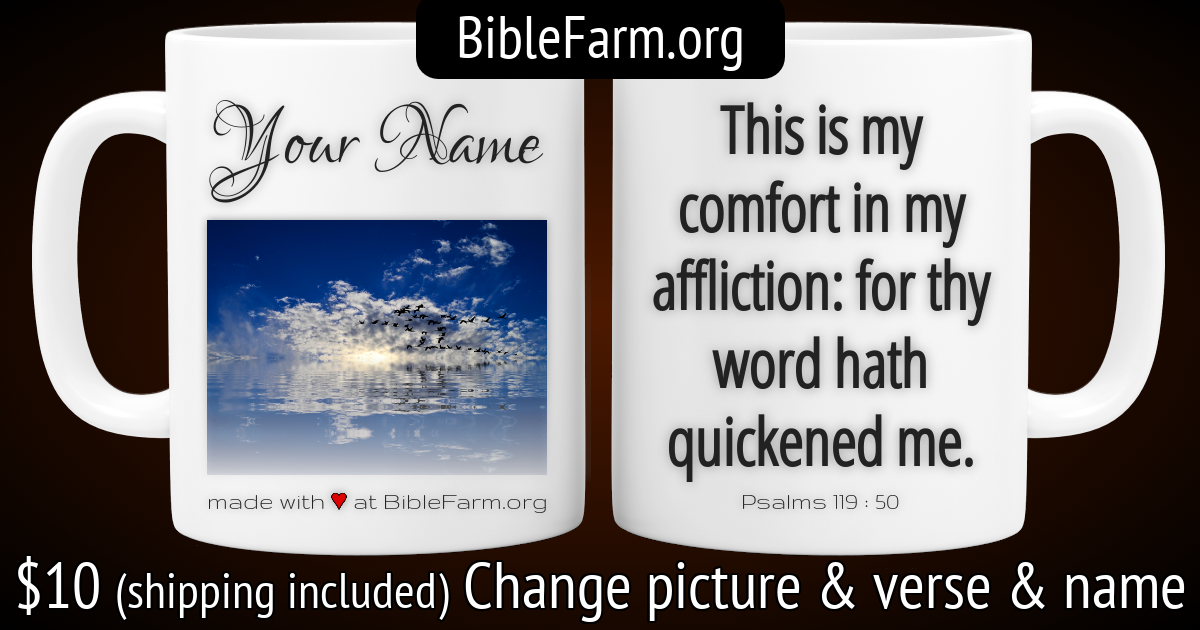 BibleFarm.org
Your Name
made with ♥ at BibleFarm.org
This is my
comfort in my
affliction: for thy
word hath
quickened me.
Psalms 119 : 50
$10 (shipping included) Change picture & verse & name